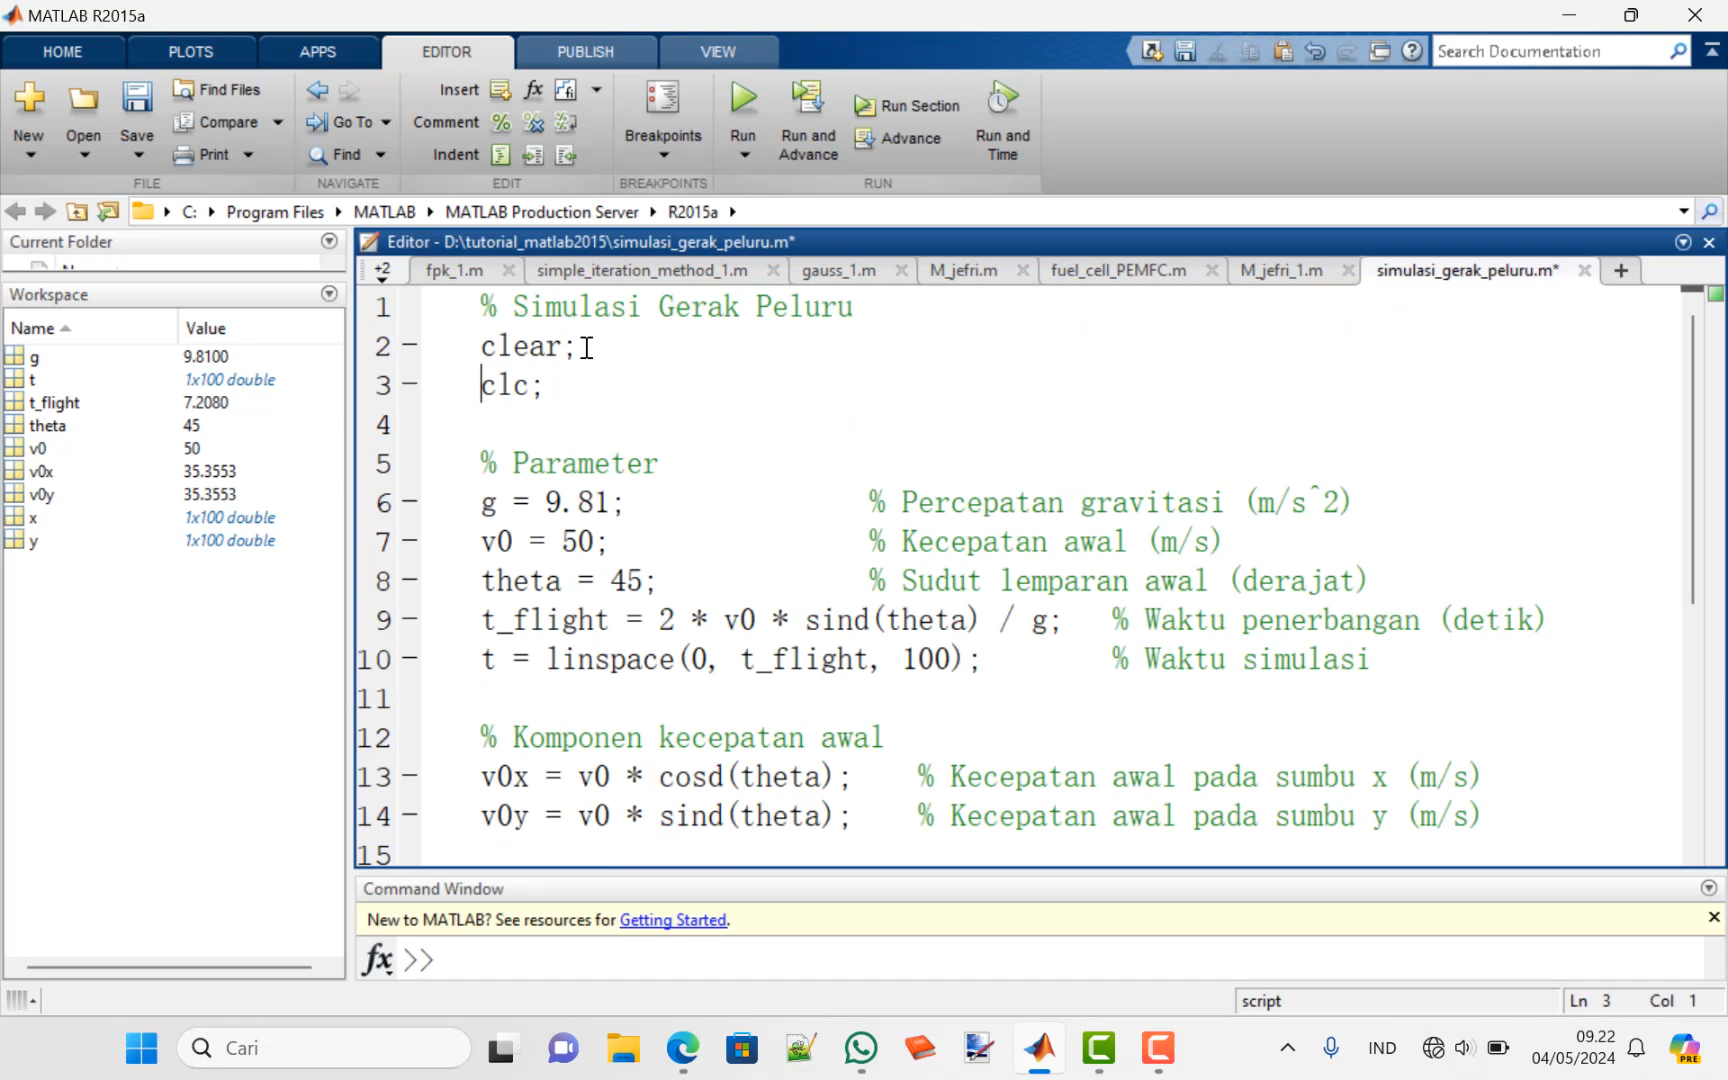 MATLAB R2015a
HOME PLOTS APPS EDITOR PUBLISH VIEW
Search Documentation
New Open Save
Find Files
Compare
Print
Go To
Find
Insert
Comment
Indent
Breakpoints
Run
Run and Advance
Run Section
Advance
Run and Time
FILE NAVIGATE EDIT BREAKPOINTS RUN
C: Program Files MATLAB MATLAB Production Server R2015a
Current Folder
Workspace
Name Value
g 9.8100
t 1x100 double
t_flight 7.2080
theta 45
v0 50
v0x 35.3553
v0y 35.3553
x 1x100 double
y 1x100 double
Editor - D:\tutorial_matlab2015\simulasi_gerak_peluru.m*
+2 fpk_1.m simple_iteration_method_1.m gauss_1.m M_jefri.m fuel_cell_PEMFC.m M_jefri_1.m simulasi_gerak_peluru.m*
1 % Simulasi Gerak Peluru
2 clear;
3 clc;
4
5 % Parameter
6 g = 9.81; % Percepatan gravitasi (m/s^2)
7 v0 = 50; % Kecepatan awal (m/s)
8 theta = 45; % Sudut lemparan awal (derajat)
9 t_flight = 2 * v0 * sind(theta) / g; % Waktu penerbangan (detik)
10 t = linspace(0, t_flight, 100); % Waktu simulasi
11
12 % Komponen kecepatan awal
13 v0x = v0 * cosd(theta); % Kecepatan awal pada sumbu x (m/s)
14 v0y = v0 * sind(theta); % Kecepatan awal pada sumbu y (m/s)
15
Command Window
New to MATLAB? See resources for Getting Started.
fx >>
script Ln 3 Col 1
Cari
IND
09.22
04/05/2024
PRE